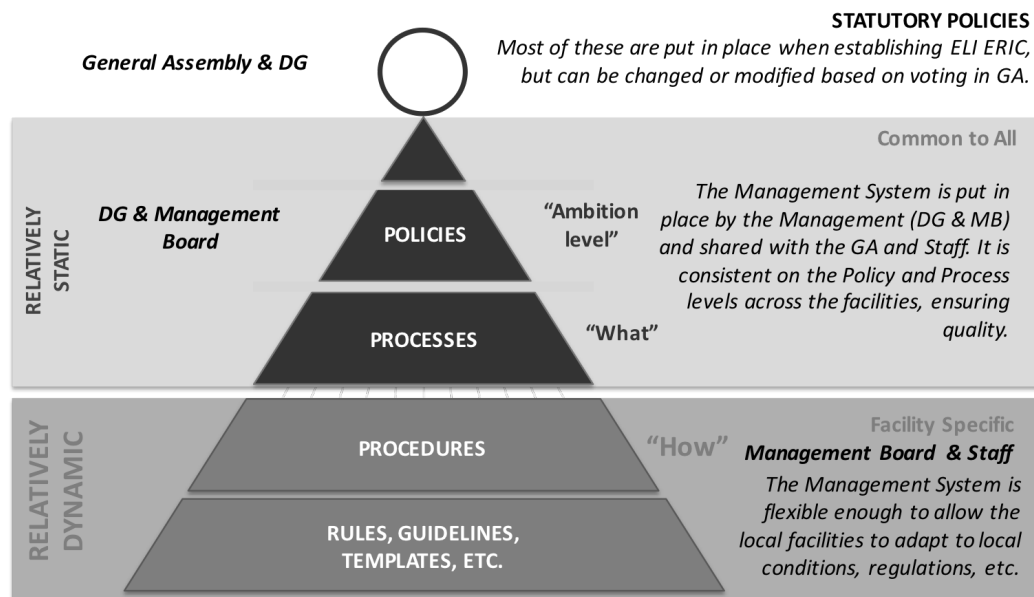 STATUTORY POLICIES
General Assembly & DG
Most of these are put in place when establishing ELI ERIC,
but can be changed or modified based on voting in GA.
Common to All
RELATIVELY
STATIC
DG & Management
Board
POLICIES
“Ambition
level”
The Management System is put in
place by the Management (DG & MB)
and shared with the GA and Staff. It is
consistent on the Policy and Process
levels across the facilities, ensuring
quality.
PROCESSES
“What”
RELATIVELY
DYNAMIC
PROCEDURES
“How”
Facility Specific
Management Board & Staff
The Management System is
flexible enough to allow the
local facilities to adapt to local
conditions, regulations, etc.
RULES, GUIDELINES,
TEMPLATES, ETC.